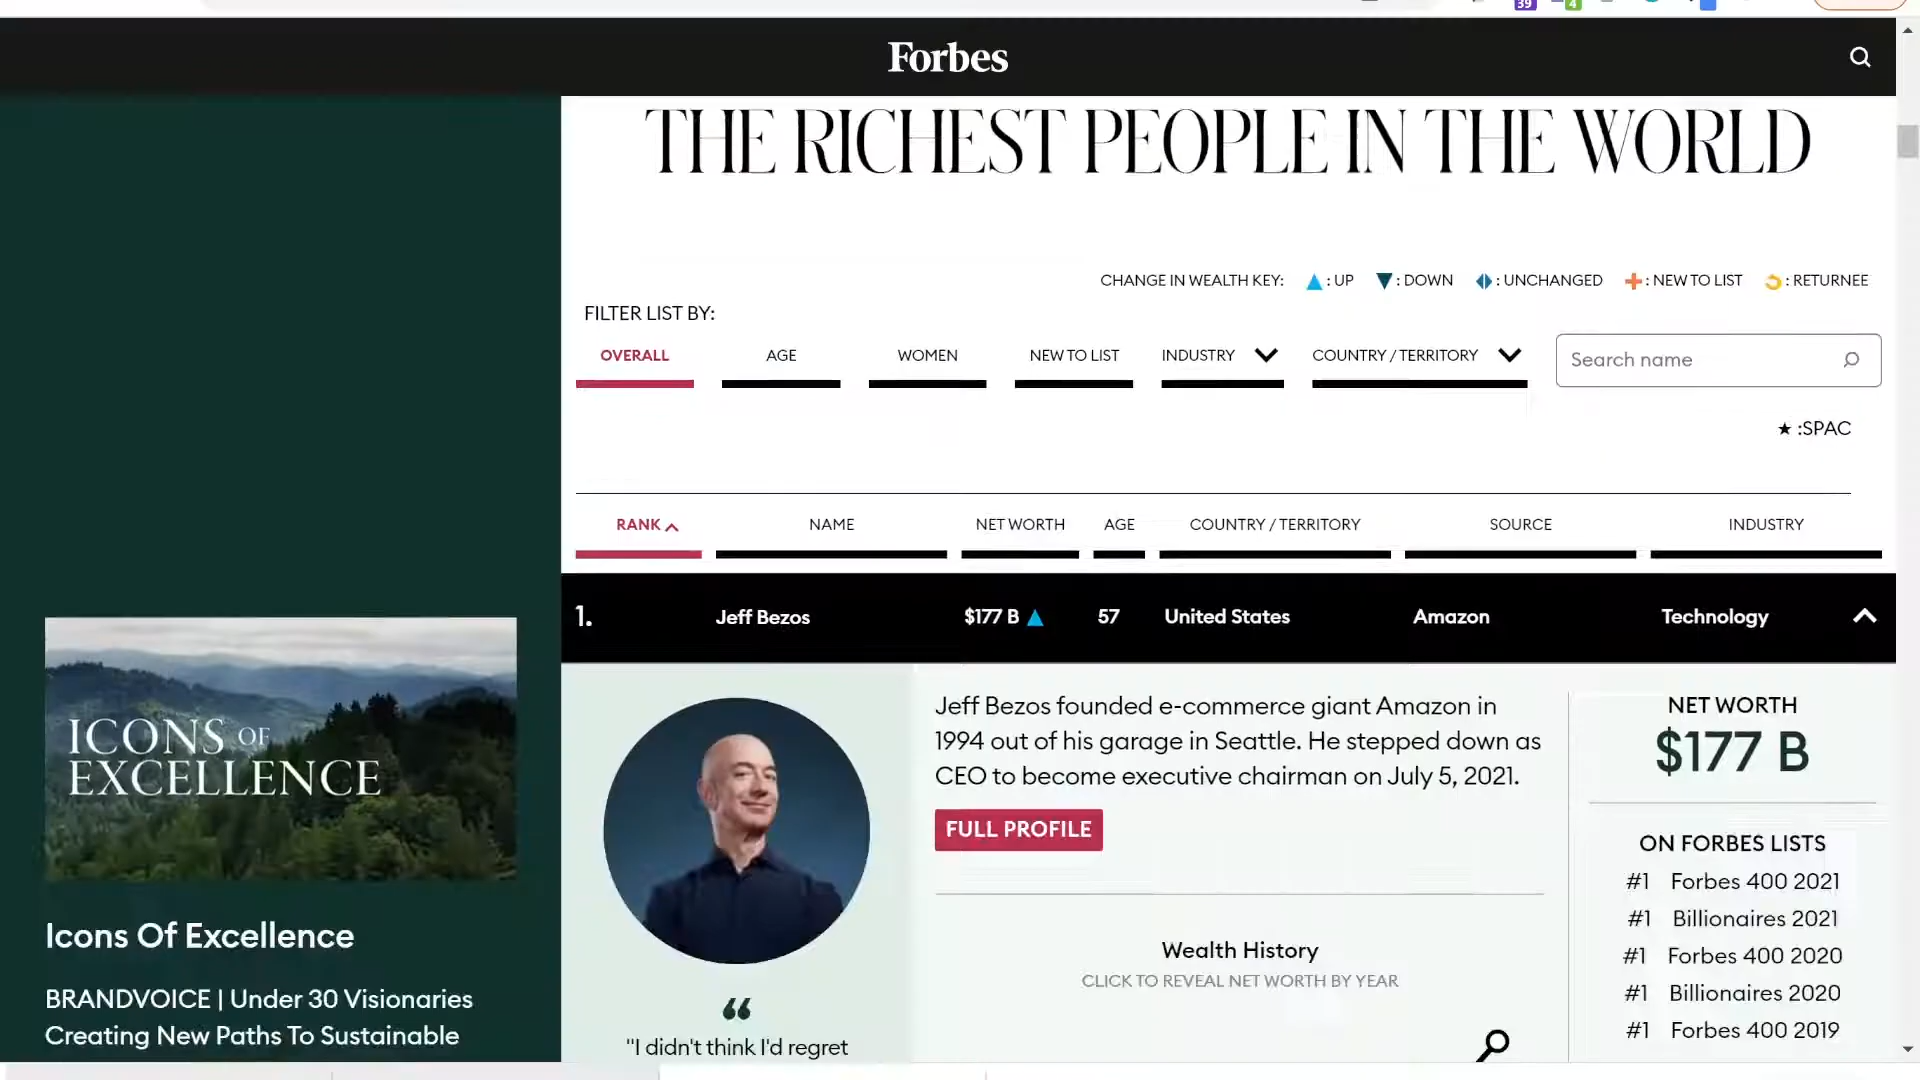 39
4
Forbes
THE RICHEST PEOPLE IN THE WORLD
CHANGE IN WEALTH KEY: : UP : DOWN : UNCHANGED : NEW TO LIST : RETURNEE
FILTER LIST BY:
OVERALL AGE WOMEN NEW TO LIST INDUSTRY COUNTRY / TERRITORY Search name
★ :SPAC
RANK NAME NET WORTH AGE COUNTRY / TERRITORY SOURCE INDUSTRY
1. Jeff Bezos $177 B 57 United States Amazon Technology
ICONS OF
EXCELLENCE
Icons Of Excellence
BRANDVOICE | Under 30 Visionaries
Creating New Paths To Sustainable
“
"I didn't think I'd regret
Jeff Bezos founded e-commerce giant Amazon in
1994 out of his garage in Seattle. He stepped down as
CEO to become executive chairman on July 5, 2021.
FULL PROFILE
Wealth History
CLICK TO REVEAL NET WORTH BY YEAR
NET WORTH
$177 B
ON FORBES LISTS
#1 Forbes 400 2021
#1 Billionaires 2021
#1 Forbes 400 2020
#1 Billionaires 2020
#1 Forbes 400 2019